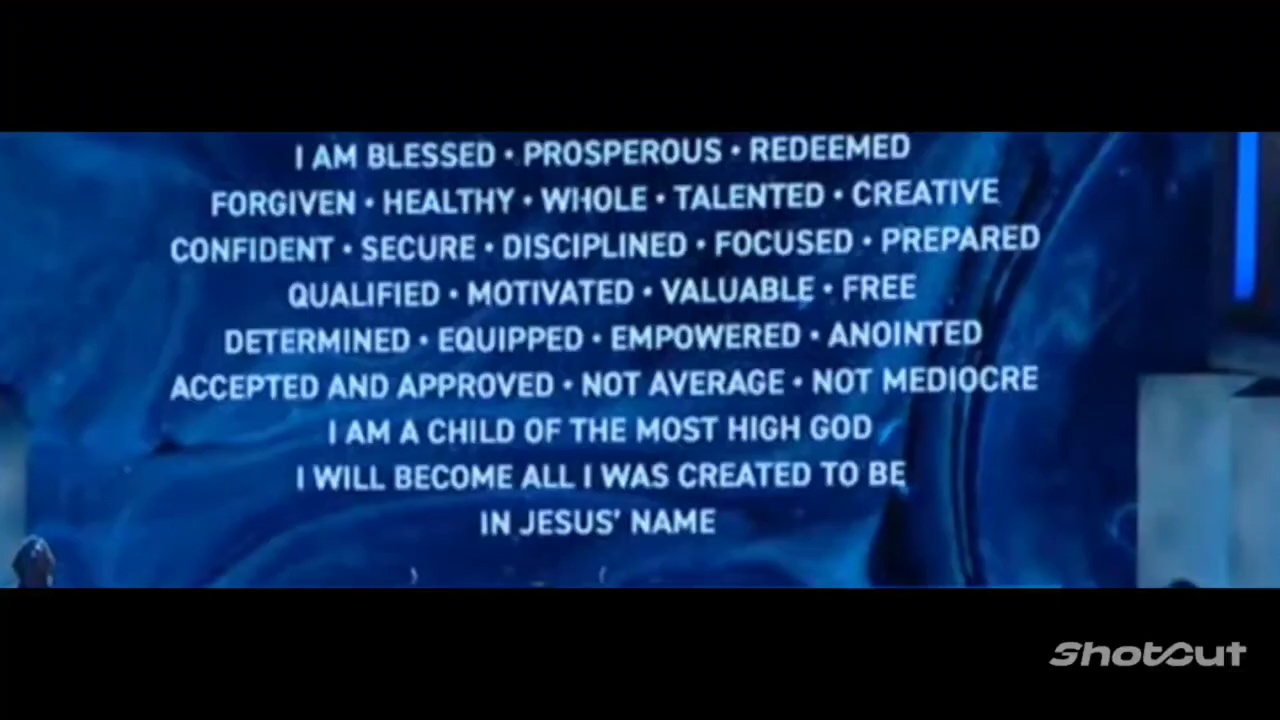 I AM BLESSED • PROSPEROUS • REDEEMED
FORGIVEN • HEALTHY • WHOLE • TALENTED • CREATIVE
CONFIDENT • SECURE • DISCIPLINED • FOCUSED • PREPARED
QUALIFIED • MOTIVATED • VALUABLE • FREE
DETERMINED • EQUIPPED • EMPOWERED • ANOINTED
ACCEPTED AND APPROVED • NOT AVERAGE • NOT MEDIOCRE
I AM A CHILD OF THE MOST HIGH GOD
I WILL BECOME ALL I WAS CREATED TO BE
IN JESUS' NAME
ShotCut